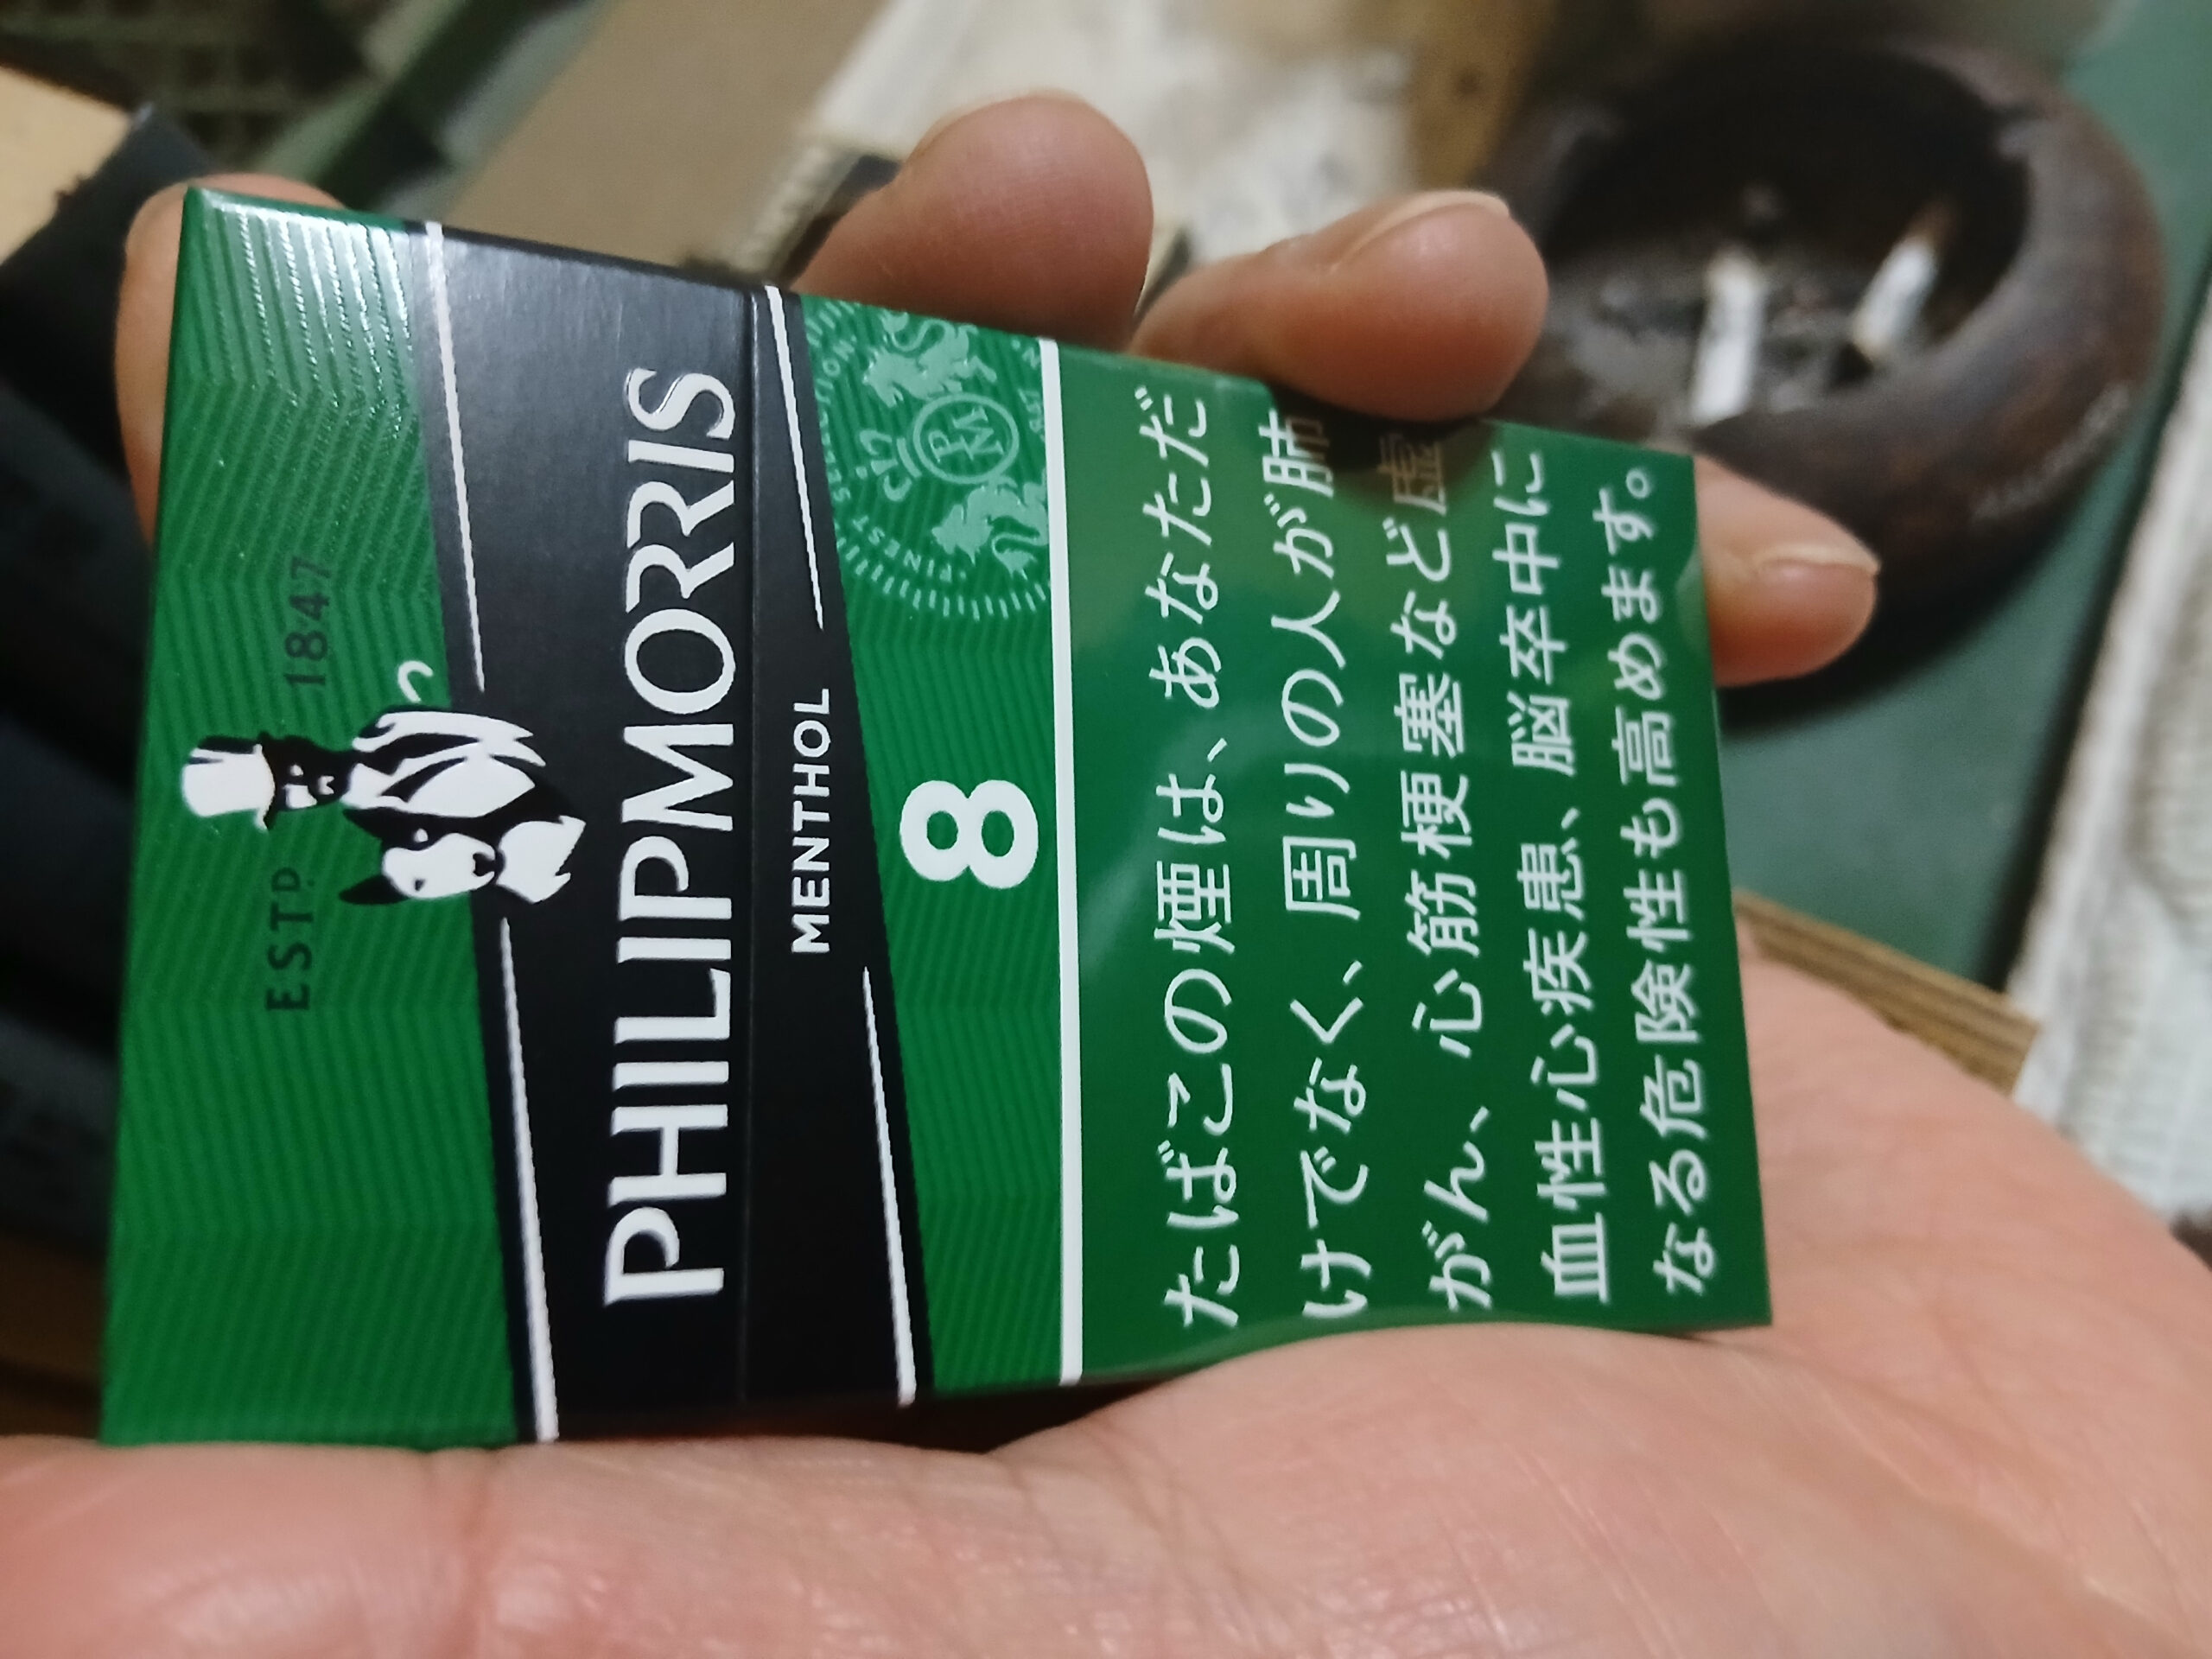 ESTD 1847
PHILIP MORRIS
MENTHOL
8
FINEST
PM
たばこの煙は、あなただ
けでなく、周りの人が肺
がん、心筋梗塞など虚
血性心疾患、脳卒中に
なる危険性も高めます。